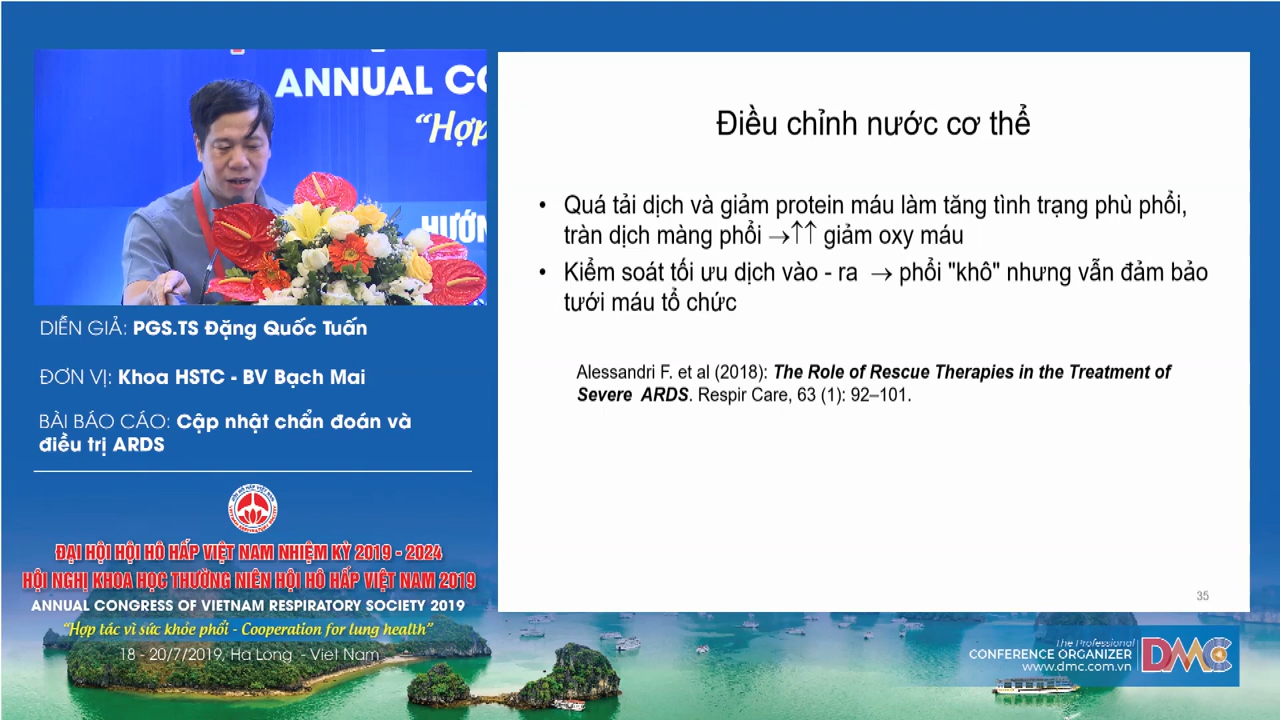 ANNUAL CO
“Hợp
HƯỚN
DIỄN GIẢ: PGS.TS Đặng Quốc Tuấn
ĐƠN VỊ: Khoa HSTC - BV Bạch Mai
BÀI BÁO CÁO: Cập nhật chẩn đoán và
điều trị ARDS
HỘI HÔ HẤP VIỆT NAM
ĐẠI HỘI HỘI HÔ HẤP VIỆT NAM NHIỆM KỲ 2019 - 2024
HỘI NGHỊ KHOA HỌC THƯỜNG NIÊN HỘI HÔ HẤP VIỆT NAM 2019
ANNUAL CONGRESS OF VIETNAM RESPIRATORY SOCIETY 2019
“Hợp tác vì sức khỏe phổi - Cooperation for lung health”
18 - 20/7/2019, Ha Long - Viet Nam
Điều chỉnh nước cơ thể
• Quá tải dịch và giảm protein máu làm tăng tình trạng phù phổi,
tràn dịch màng phổi →↑↑ giảm oxy máu
• Kiểm soát tối ưu dịch vào - ra → phổi "khô" nhưng vẫn đảm bảo
tưới máu tổ chức
Alessandri F. et al (2018): The Role of Rescue Therapies in the Treatment of
Severe ARDS. Respir Care, 63 (1): 92–101.
35
The Professional
CONFERENCE ORGANIZER
www.dmc.com.vn
DMC